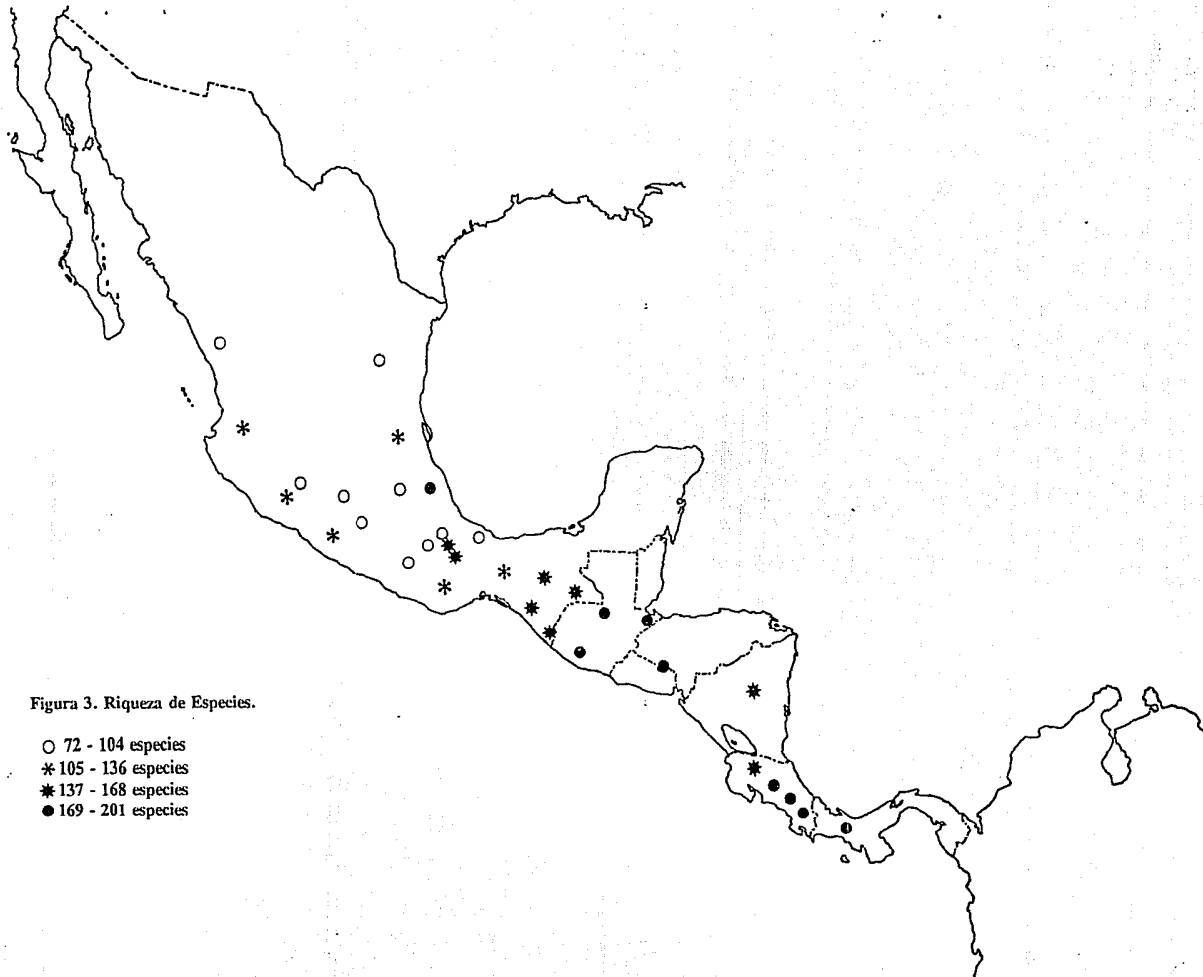 Figura 3. Riqueza de Especies.
○ 72 - 104 especies
✳ 105 - 136 especies
✸ 137 - 168 especies
● 169 - 201 especies